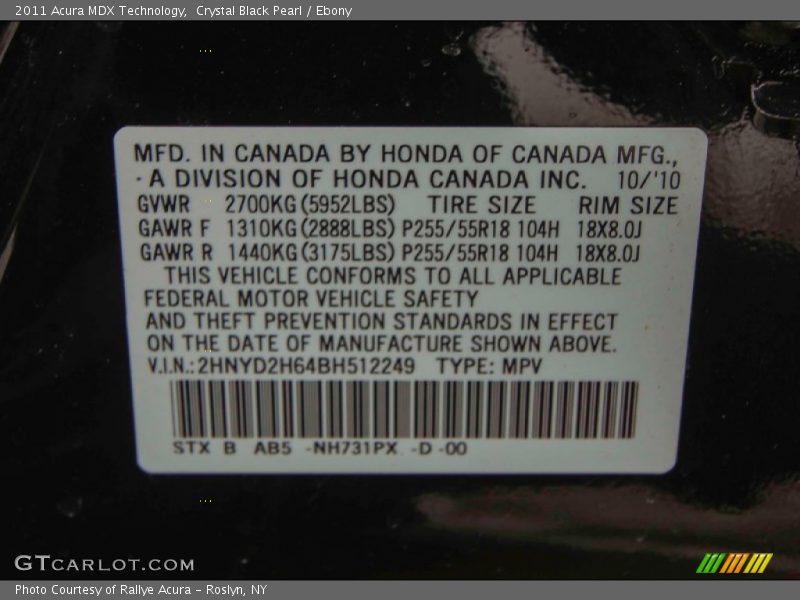 2011 Acura MDX Technology,  Crystal Black Pearl / Ebony
MFD. IN CANADA BY HONDA OF CANADA MFG.,
-A DIVISION OF HONDA CANADA INC.  10/'10
GVWR  2700KG(5952LBS)  TIRE SIZE  RIM SIZE
GAWR F  1310KG(2888LBS) P255/55R18 104H  18X8.0J
GAWR R  1440KG(3175LBS) P255/55R18 104H  18X8.0J
THIS VEHICLE CONFORMS TO ALL APPLICABLE
FEDERAL MOTOR VEHICLE SAFETY
AND THEFT PREVENTION STANDARDS IN EFFECT
ON THE DATE OF MANUFACTURE SHOWN ABOVE.
V.I.N.:2HNYD2H64BH512249  TYPE: MPV
STX  B  AB5  -NH731PX  -D -00
GTCARLOT.COM
Photo Courtesy of Rallye Acura – Roslyn, NY